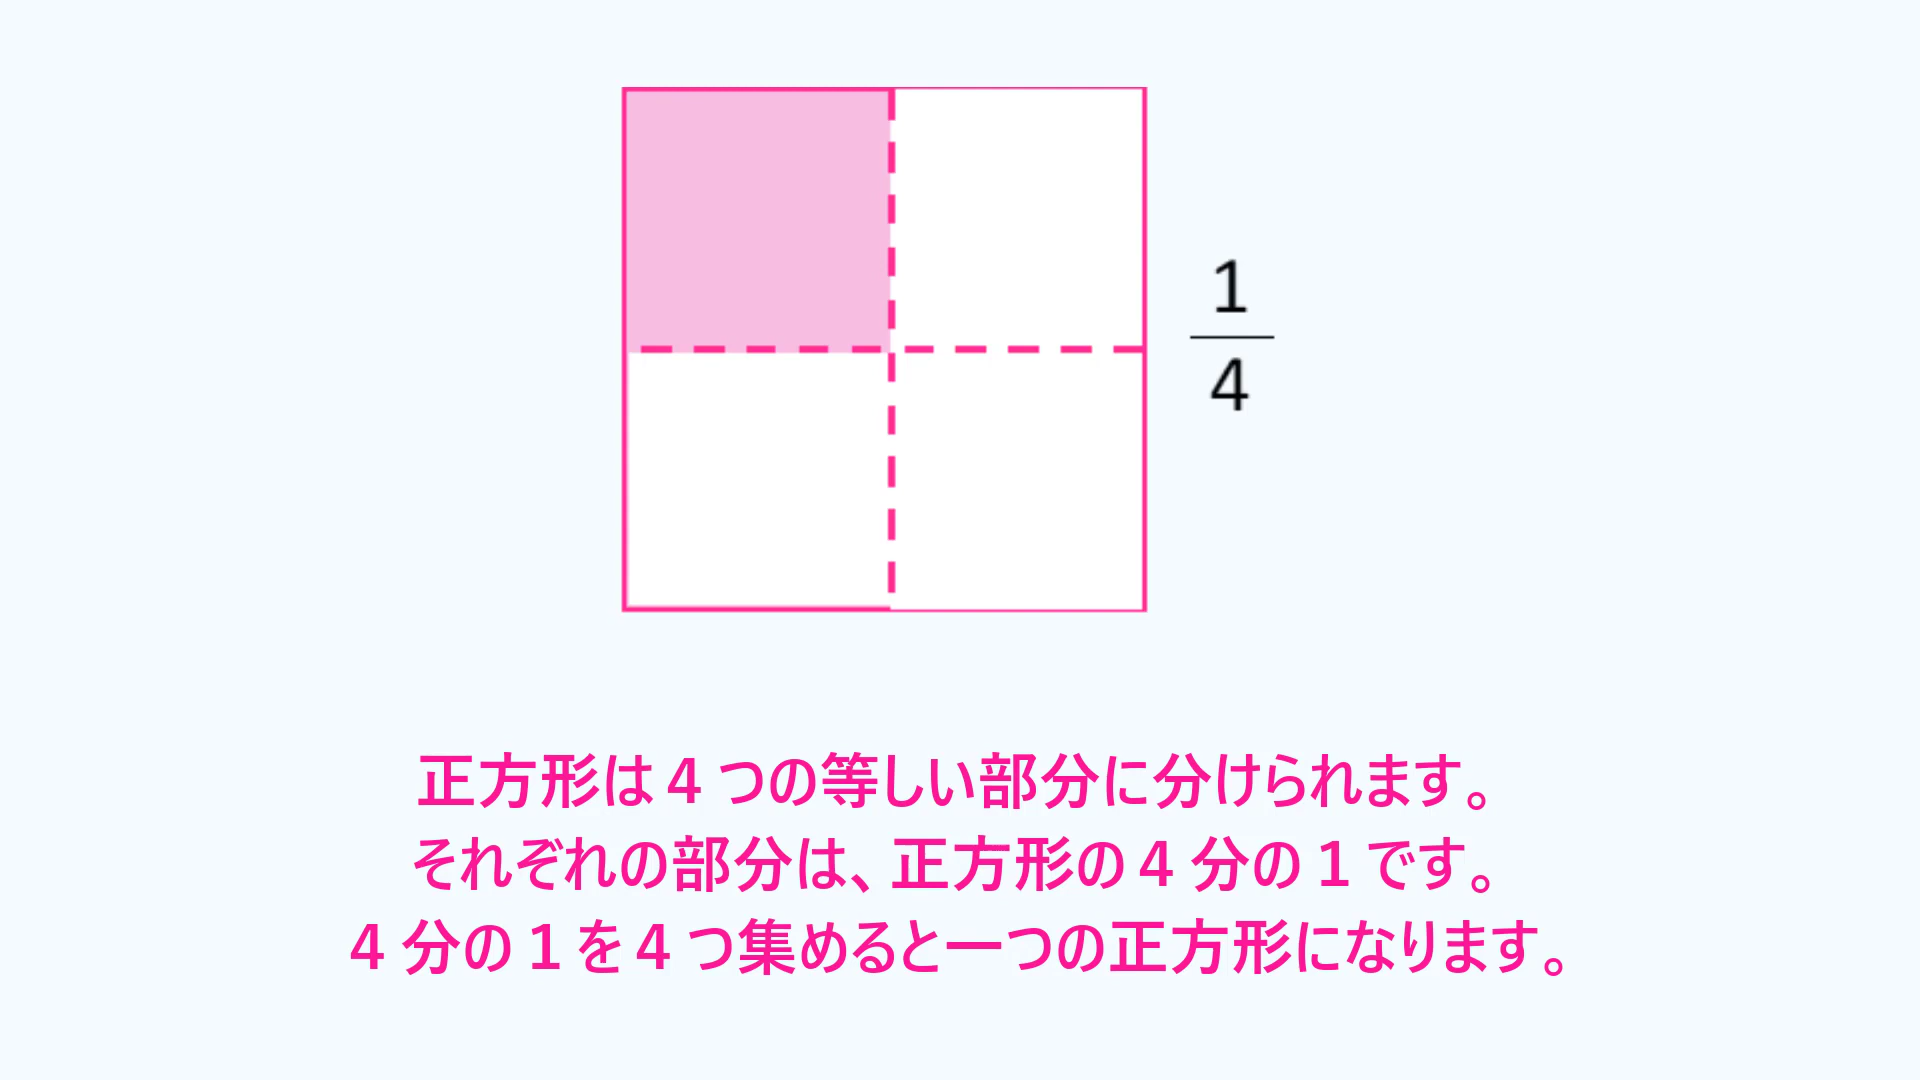 1
4
正方形は4つの等しい部分に分けられます。
それぞれの部分は、正方形の4分の1です。
4分の1を4つ集めると一つの正方形になります。